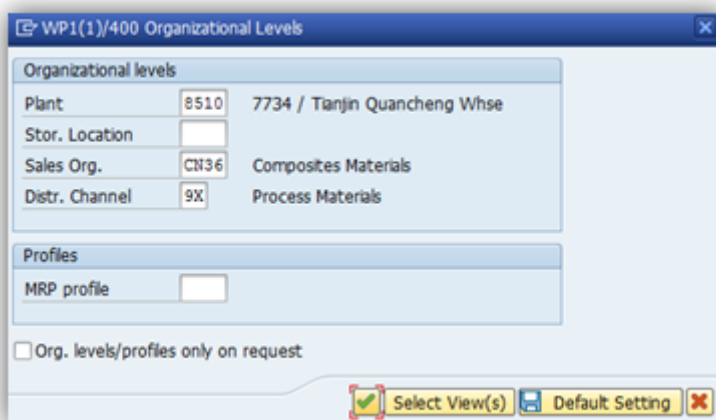 WP1(1)/400 Organizational Levels
Organizational levels
Plant 8510 7734 / Tianjin Quancheng Whse
Stor. Location
Sales Org. CN36 Composites Materials
Distr. Channel 9X Process Materials
Profiles
MRP profile
Org. levels/profiles only on request
Select View(s) Default Setting